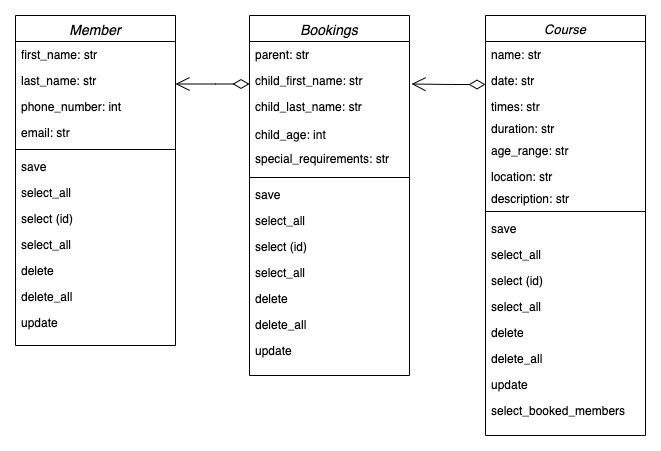 Member
first_name: str
last_name: str
phone_number: int
email: str
save
select_all
select (id)
select_all
delete
delete_all
update
Bookings
parent: str
child_first_name: str
child_last_name: str
child_age: int
special_requirements: str
save
select_all
select (id)
select_all
delete
delete_all
update
Course
name: str
date: str
times: str
duration: str
age_range: str
location: str
description: str
save
select_all
select (id)
select_all
delete
delete_all
update
select_booked_members